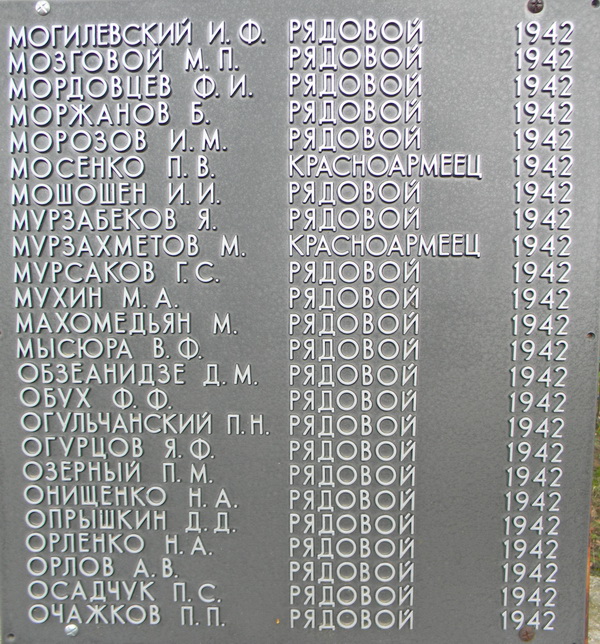 МОГИЛЕВСКИЙ И. Ф. РЯДОВОЙ 1942
МОЗГОВОЙ М. П. РЯДОВОЙ 1942
МОРДОВЦЕВ Ф. И. РЯДОВОЙ 1942
МОРЖАНОВ Б. РЯДОВОЙ 1942
МОРОЗОВ И. М. РЯДОВОЙ 1942
МОСЕНКО П. В. КРАСНОАРМЕЕЦ 1942
МОШОШЕН И. И. РЯДОВОЙ 1942
МУРЗАБЕКОВ Я. РЯДОВОЙ 1942
МУРЗАХМЕТОВ М. КРАСНОАРМЕЕЦ 1942
МУРСАКОВ Г. С. РЯДОВОЙ 1942
МУХИН М. А. РЯДОВОЙ 1942
МАХОМЕДЬЯН М. РЯДОВОЙ 1942
МЫСЮРА В. Ф. РЯДОВОЙ 1942
ОБЗЕАНИДЗЕ Д. М. РЯДОВОЙ 1942
ОБУХ Ф. Ф. РЯДОВОЙ 1942
ОГУЛЬЧАНСКИЙ П. Н. РЯДОВОЙ 1942
ОГУРЦОВ Я. Ф. РЯДОВОЙ 1942
ОЗЕРНЫЙ П. М. РЯДОВОЙ 1942
ОНИЩЕНКО Н. А. РЯДОВОЙ 1942
ОПРЫШКИН Д. Д. РЯДОВОЙ 1942
ОРЛЕНКО Н. А. РЯДОВОЙ 1942
ОРЛОВ А. В. РЯДОВОЙ 1942
ОСАДЧУК П. С. РЯДОВОЙ 1942
ОЧАЖКОВ П. П. РЯДОВОЙ 1942